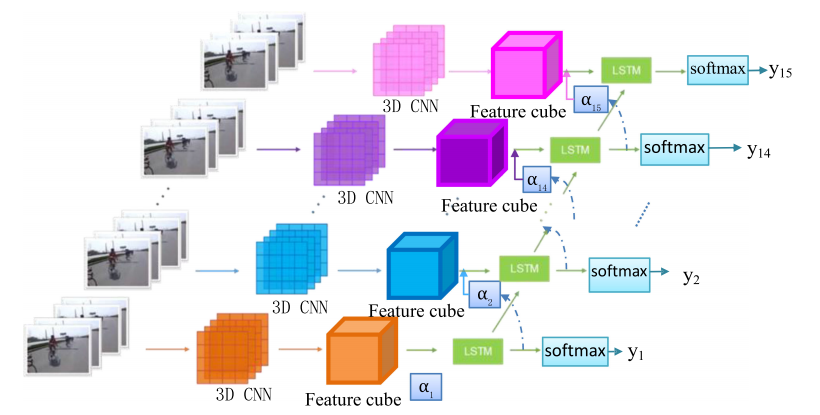 LSTM
softmax
y15
3D CNN
Feature cube
α15
LSTM
softmax
y14
3D CNN
Feature cube
α14
LSTM
softmax
y2
3D CNN
Feature cube
α2
LSTM
softmax
y1
3D CNN
Feature cube
α1